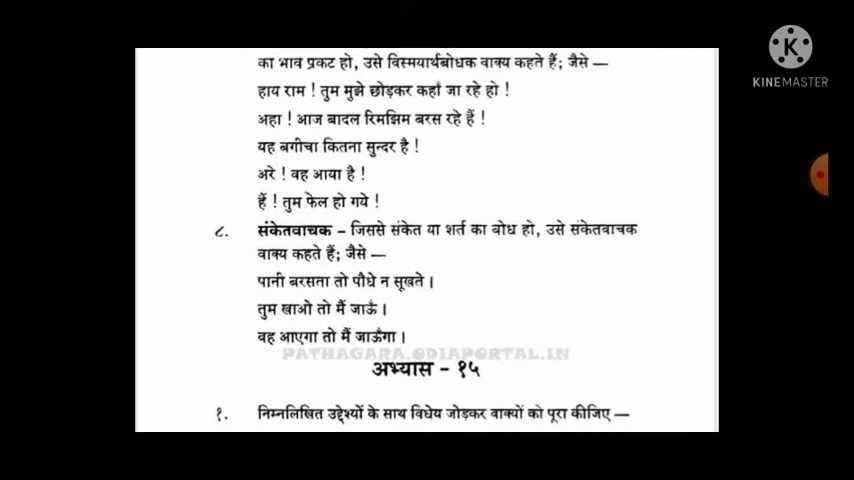 का भाव प्रकट हो, उसे विस्मयार्थबोधक वाक्य कहते हैं; जैसे —
हाय राम ! तुम मुझे छोड़कर कहाँ जा रहे हो !
अहा ! आज बादल रिमझिम बरस रहे हैं !
यह बगीचा कितना सुन्दर है !
अरे ! वह आया है !
हैं ! तुम फेल हो गये !
८. संकेतवाचक – जिससे संकेत या शर्त का बोध हो, उसे संकेतवाचक
वाक्य कहते हैं; जैसे —
पानी बरसता तो पौधे न सूखते ।
तुम खाओ तो मैं जाऊँ ।
वह आएगा तो मैं जाऊँगा ।
PATHAGARA.ODIAPORTAL.IN
अभ्यास - १५
१. निम्नलिखित उद्देश्यों के साथ विधेय जोड़कर वाक्यों को पूरा कीजिए —
K
KINEMASTER